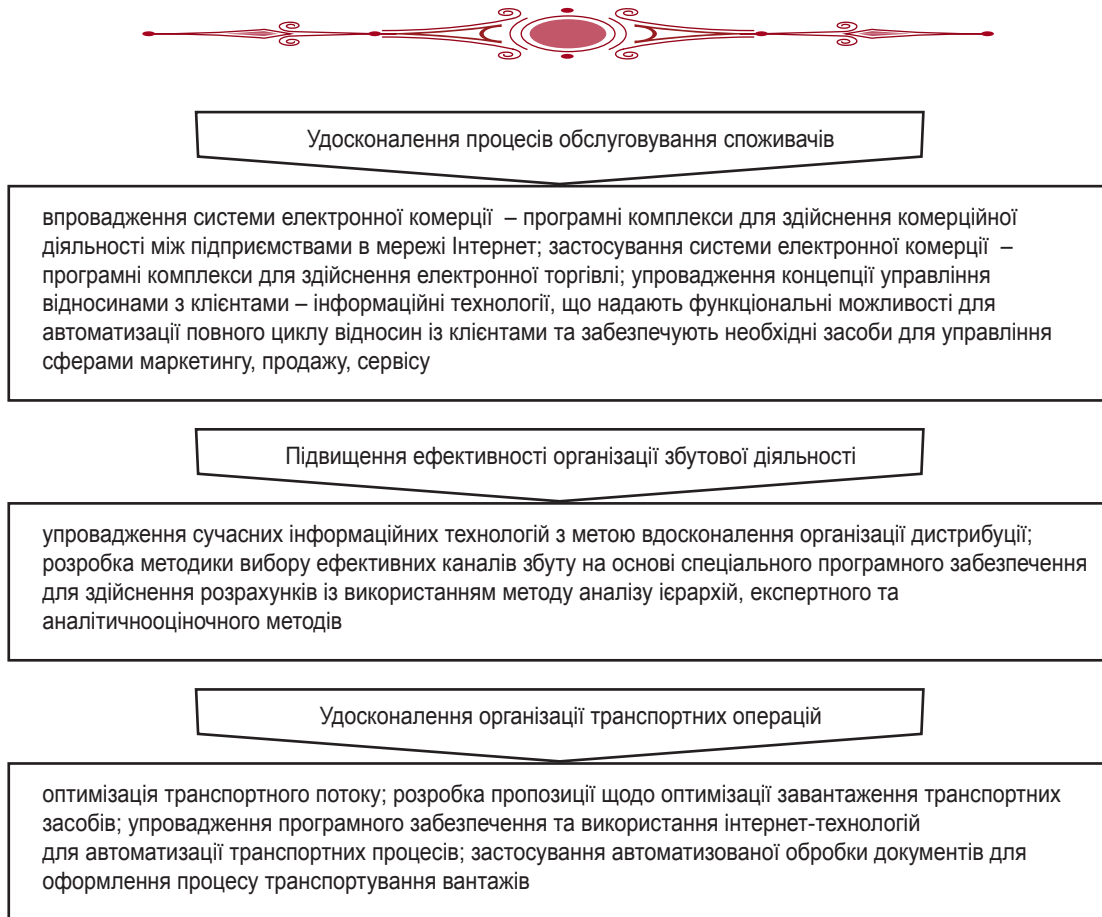 Удосконалення процесів обслуговування споживачів
впровадження системи електронної комерції – програмні комплекси для здійснення комерційної
діяльності між підприємствами в мережі Інтернет; застосування системи електронної комерції –
програмні комплекси для здійснення електронної торгівлі; упровадження концепції управління
відносинами з клієнтами – інформаційні технології, що надають функціональні можливості для
автоматизації повного циклу відносин із клієнтами та забезпечують необхідні засоби для управління
сферами маркетингу, продажу, сервісу
Підвищення ефективності організації збутової діяльності
упровадження сучасних інформаційних технологій з метою вдосконалення організації дистрибуції;
розробка методики вибору ефективних каналів збуту на основі спеціального програмного забезпечення
для здійснення розрахунків із використанням методу аналізу ієрархій, експертного та
аналітичнооціночного методів
Удосконалення організації транспортних операцій
оптимізація транспортного потоку; розробка пропозиції щодо оптимізації завантаження транспортних
засобів; упровадження програмного забезпечення та використання інтернет-технологій
для автоматизації транспортних процесів; застосування автоматизованої обробки документів для
оформлення процесу транспортування вантажів